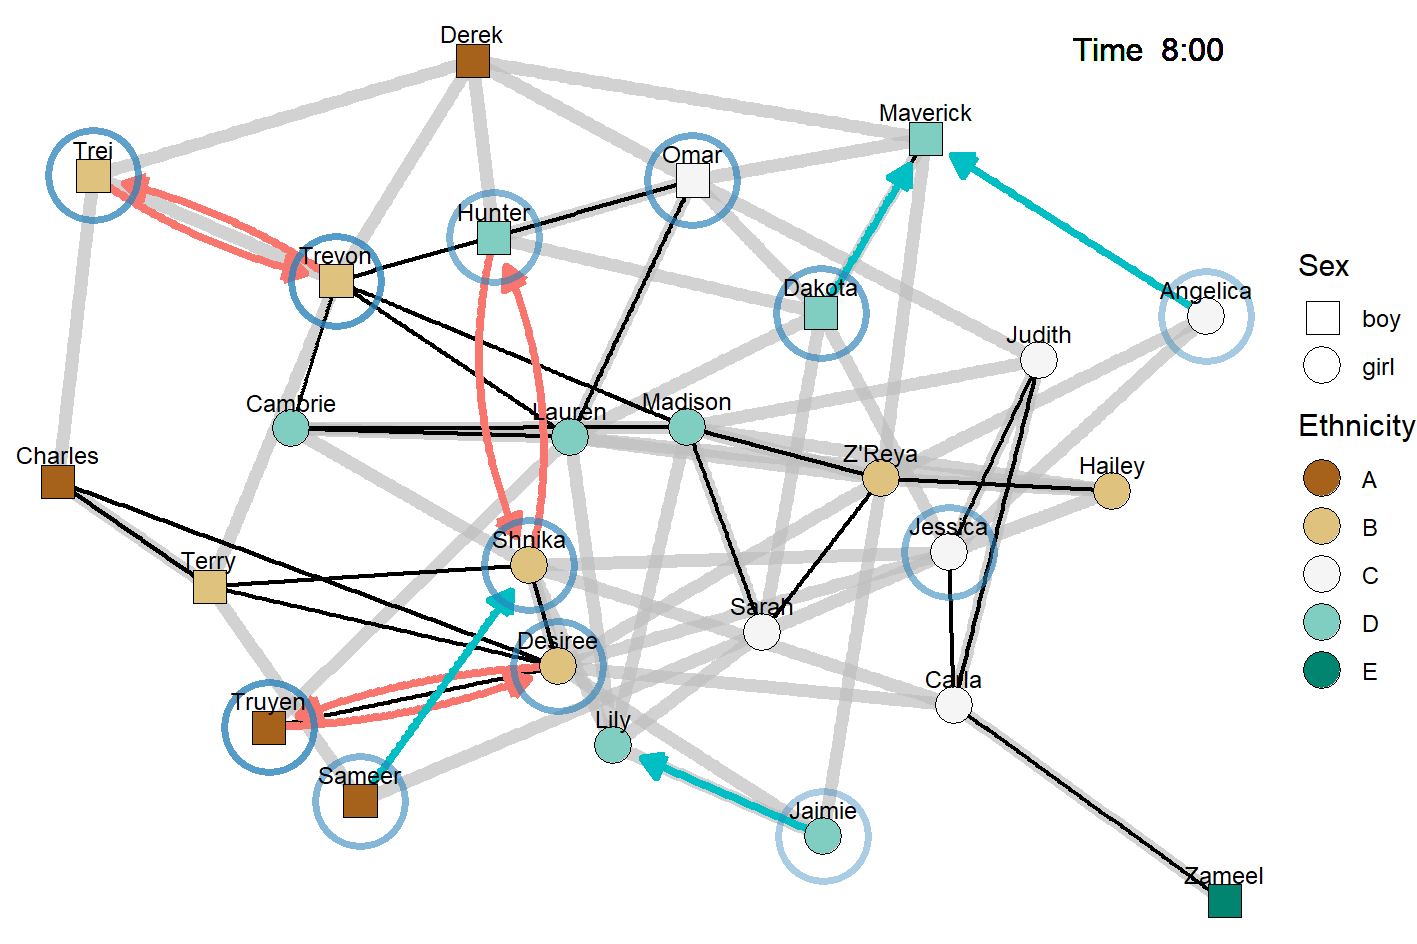 Derek
Time 8:00
Maverick
Trei
Omar
Hunter
Trevon
Dakota
Angelica
Sex
boy
Judith
girl
Cambrie
Lauren
Madison
Ethnicity
Charles
Z'Reya
Hailey
A
B
Jessica
Shnika
Terry
C
Sarah
D
Desiree
E
Carla
Truyen
Lily
Sameer
Jaimie
Zameel